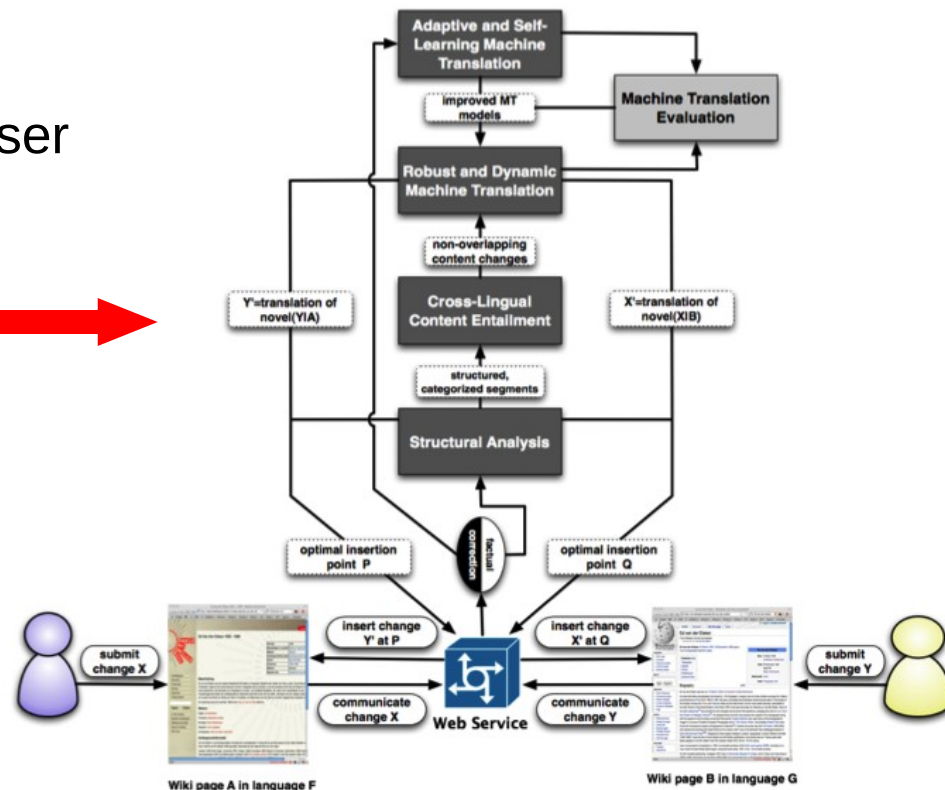 Adaptive and Self-
Learning Machine
Translation
improved MT
models
Machine Translation
Evaluation
ser
Robust and Dynamic
Machine Translation
non-overlapping
content changes
Y'=translation of
novel(Y|A)
Cross-Lingual
Content Entailment
X'=translation of
novel(X|B)
structured,
categorized segments
Structural Analysis
correction
factual
optimal insertion
point P
optimal insertion
point Q
insert change
Y' at P
insert change
X' at Q
submit
change X
submit
change Y
communicate
change X
communicate
change Y
Web Service
Wiki page A in language F
Wiki page B in language G